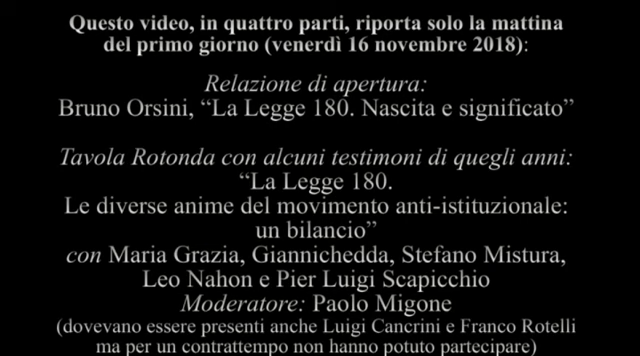 Questo video, in quattro parti, riporta solo la mattina
del primo giorno (venerdì 16 novembre 2018):
Relazione di apertura:
Bruno Orsini, “La Legge 180. Nascita e significato”
Tavola Rotonda con alcuni testimoni di quegli anni:
“La Legge 180.
Le diverse anime del movimento anti-istituzionale:
un bilancio”
con Maria Grazia, Giannichedda, Stefano Mistura,
Leo Nahon e Pier Luigi Scapicchio
Moderatore: Paolo Migone
(dovevano essere presenti anche Luigi Cancrini e Franco Rotelli
ma per un contrattempo non hanno potuto partecipare)